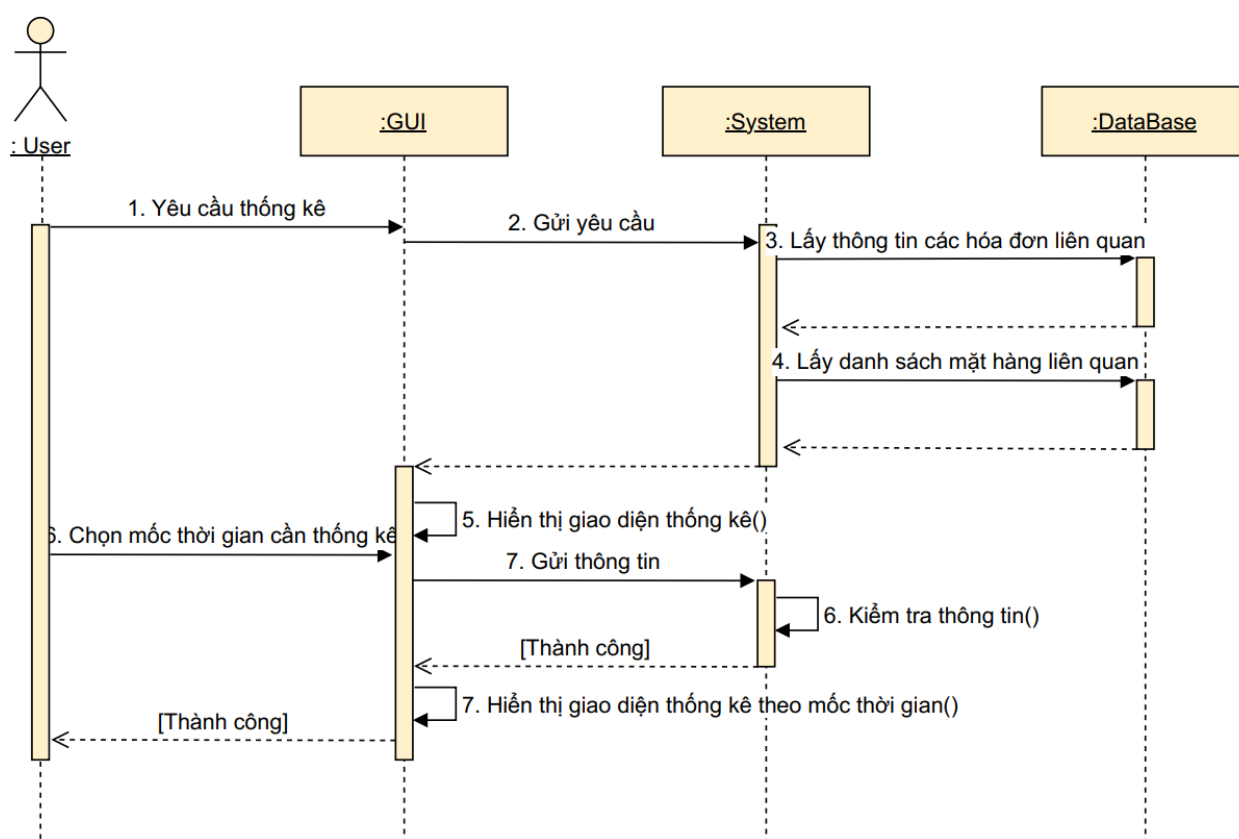 : User
:GUI
:System
:DataBase
1. Yêu cầu thống kê
2. Gửi yêu cầu
3. Lấy thông tin các hóa đơn liên quan
4. Lấy danh sách mặt hàng liên quan
5. Hiển thị giao diện thống kê()
6. Chọn mốc thời gian cần thống kê
7. Gửi thông tin
6. Kiểm tra thông tin()
[Thành công]
7. Hiển thị giao diện thống kê theo mốc thời gian()
[Thành công]